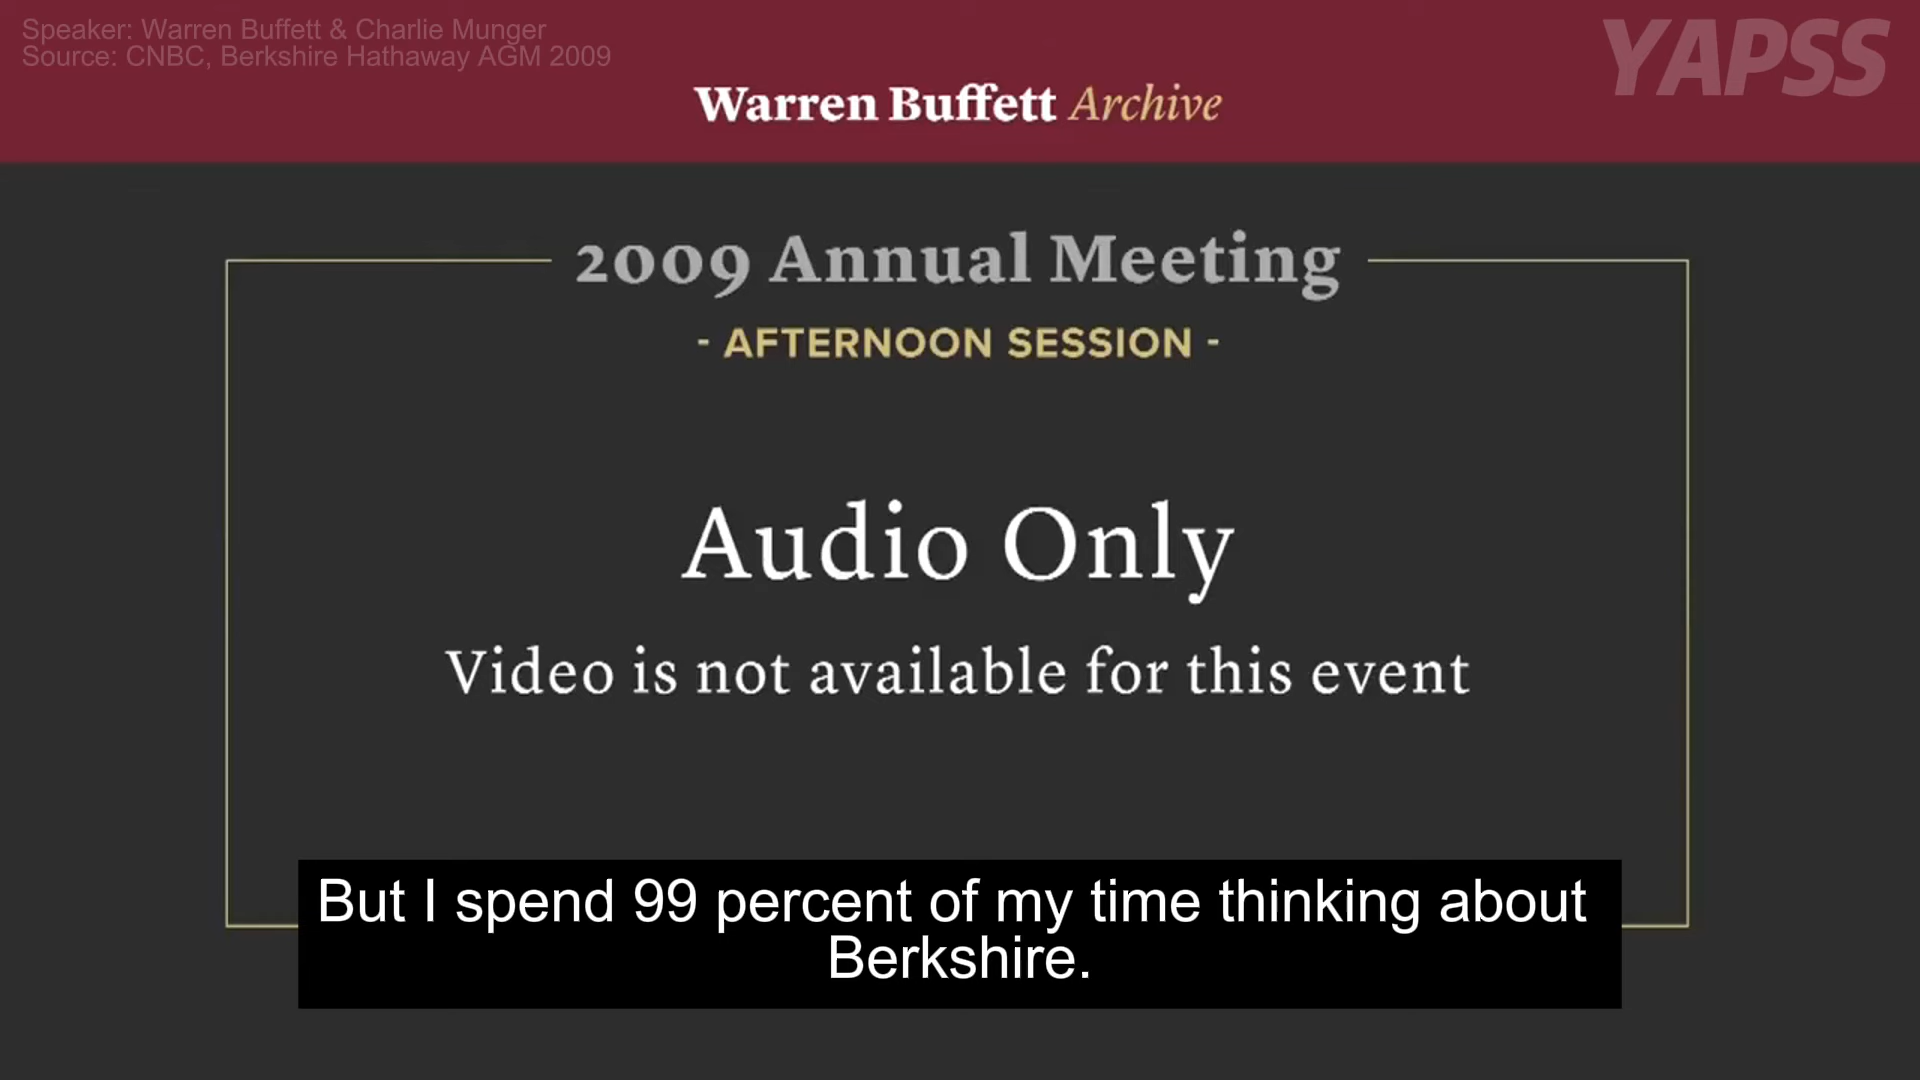 Speaker: Warren Buffett & Charlie Munger
Source: CNBC, Berkshire Hathaway AGM 2009
YAPSS
Warren Buffett Archive
2009 Annual Meeting
- AFTERNOON SESSION -
Audio Only
Video is not available for this event
But I spend 99 percent of my time thinking about
Berkshire.